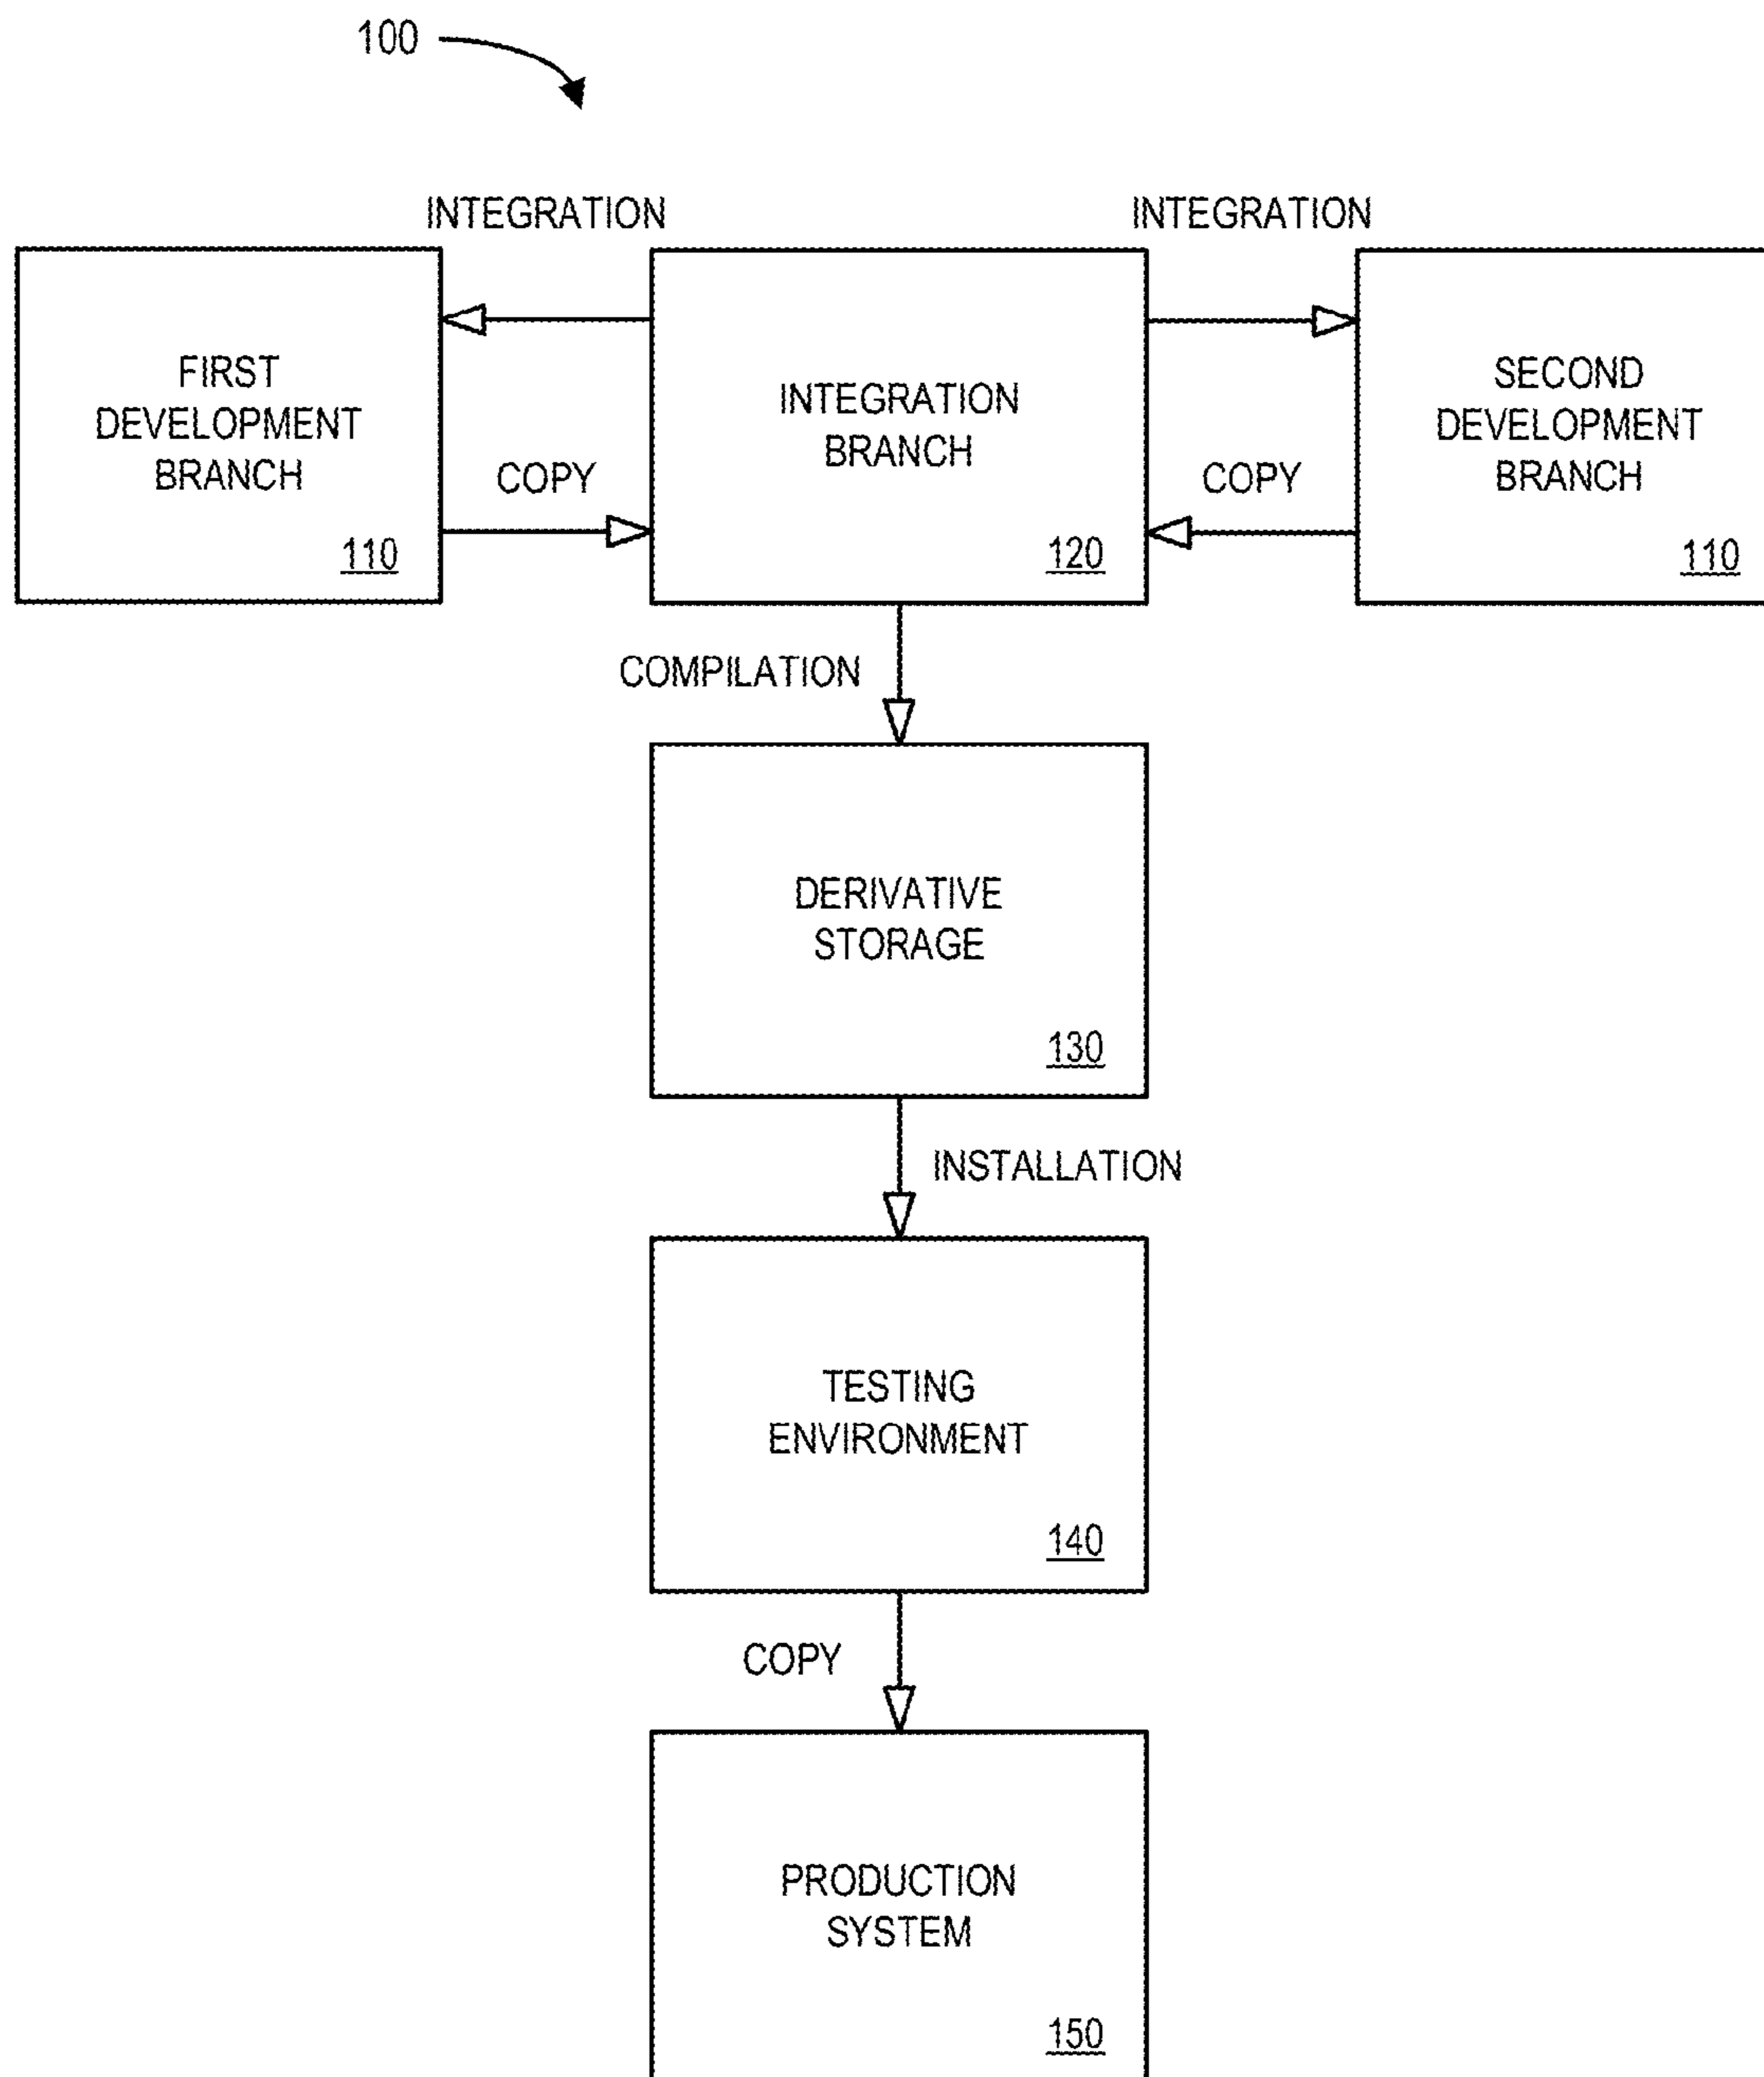 100
INTEGRATION
INTEGRATION
FIRST
DEVELOPMENT
BRANCH
110
COPY
INTEGRATION
BRANCH
120
COPY
SECOND
DEVELOPMENT
BRANCH
110
COMPILATION
DERIVATIVE
STORAGE
130
INSTALLATION
TESTING
ENVIRONMENT
140
COPY
PRODUCTION
SYSTEM
150